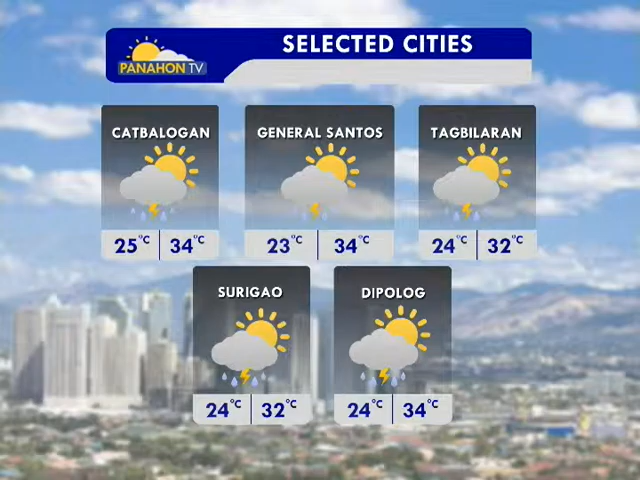 SELECTED CITIES
PANAHON TV
CATBALOGAN
25°C 34°C
GENERAL SANTOS
23°C 34°C
TAGBILARAN
24°C 32°C
SURIGAO
24°C 32°C
DIPOLOG
24°C 34°C